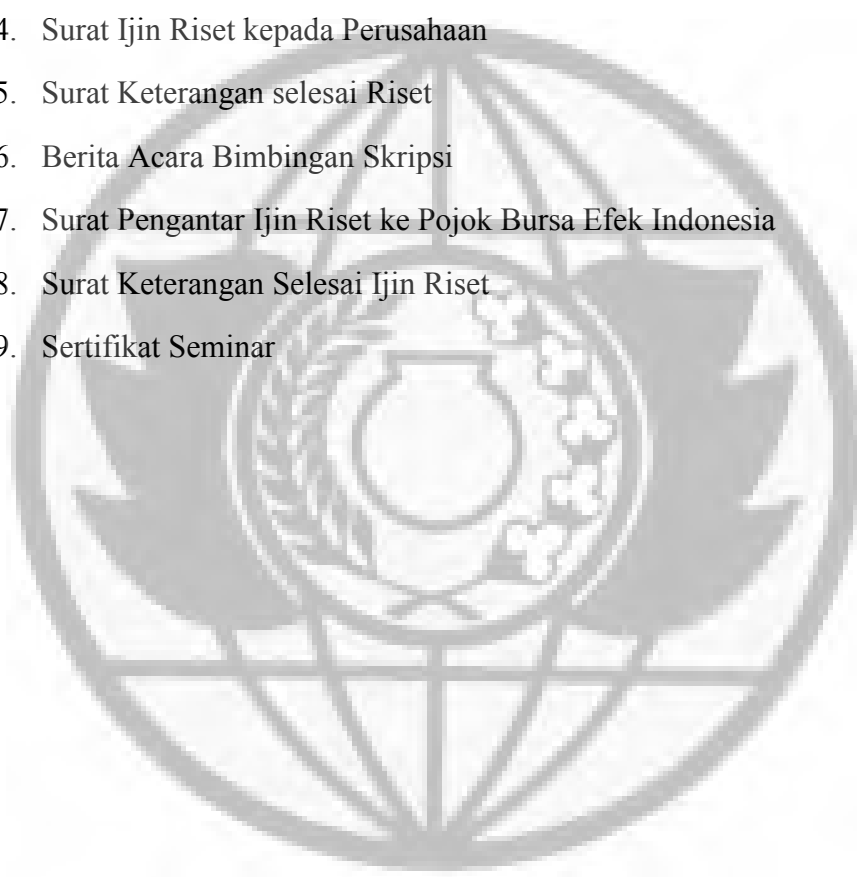 4. Surat Ijin Riset kepada Perusahaan
5. Surat Keterangan selesai Riset
6. Berita Acara Bimbingan Skripsi
7. Surat Pengantar Ijin Riset ke Pojok Bursa Efek Indonesia
8. Surat Keterangan Selesai Ijin Riset
9. Sertifikat Seminar